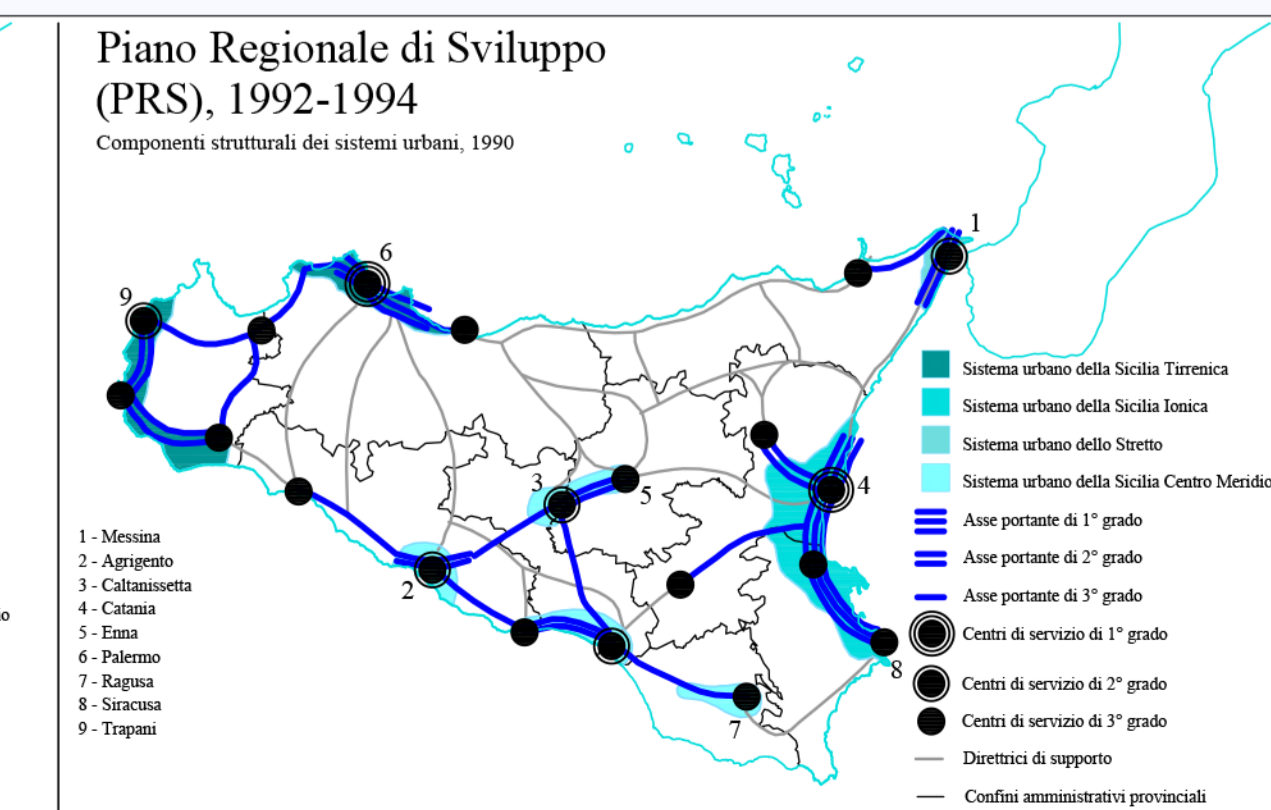 Piano Regionale di Sviluppo
(PRS), 1992-1994
Componenti strutturali dei sistemi urbani, 1990
1
6
9
3
5
4
2
8
7
Sistema urbano della Sicilia Tirrenica
Sistema urbano della Sicilia Ionica
Sistema urbano dello Stretto
Sistema urbano della Sicilia Centro Meridio
Asse portante di 1° grado
Asse portante di 2° grado
Asse portante di 3° grado
Centri di servizio di 1° grado
Centri di servizio di 2° grado
Centri di servizio di 3° grado
Direttrici di supporto
Confini amministrativi provinciali
1 - Messina
2 - Agrigento
3 - Caltanissetta
4 - Catania
5 - Enna
6 - Palermo
7 - Ragusa
8 - Siracusa
9 - Trapani